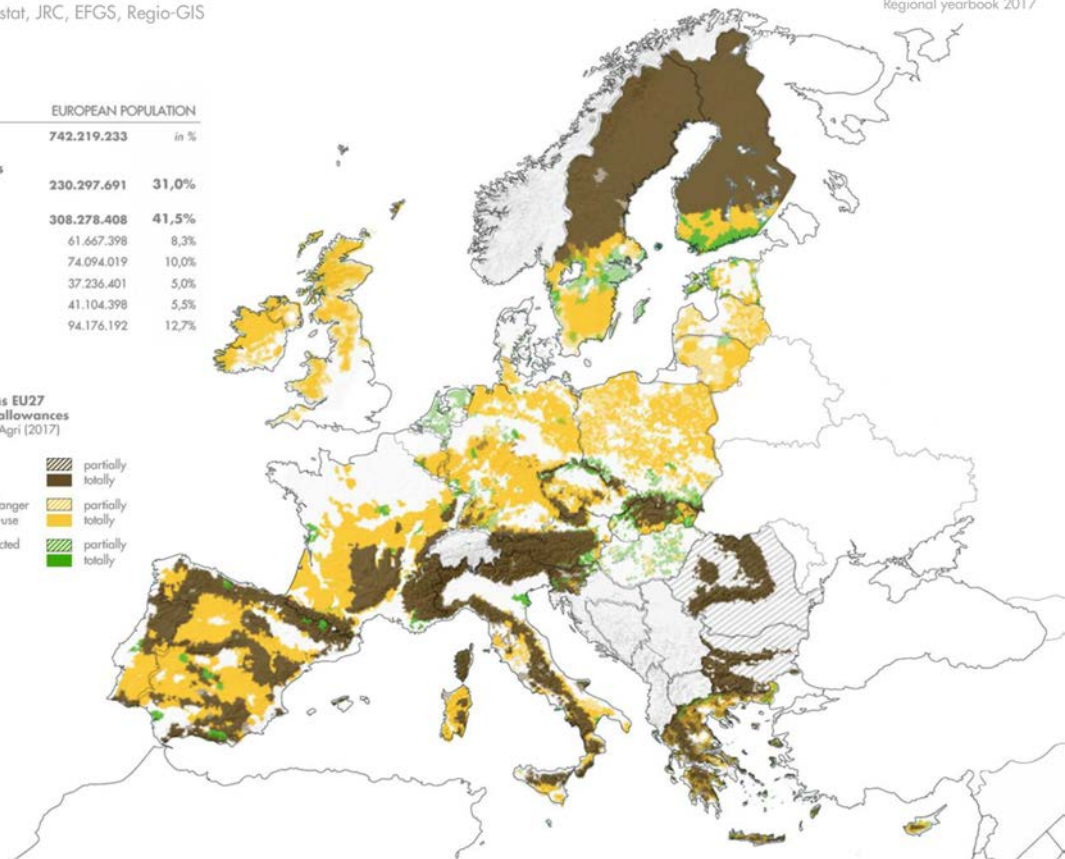 stat, JRC, EFGS, Regio-GIS
Regional yearbook 2017
EUROPEAN POPULATION
742.219.233 in %
s
230.297.691 31,0%
308.278.408 41,5%
61.667.398 8,3%
74.094.019 10,0%
37.236.401 5,0%
41.104.398 5,5%
94.176.192 12,7%
s EU27
allowances
Agri (2017)
partially
totally
anger partially
use totally
cted partially
totally